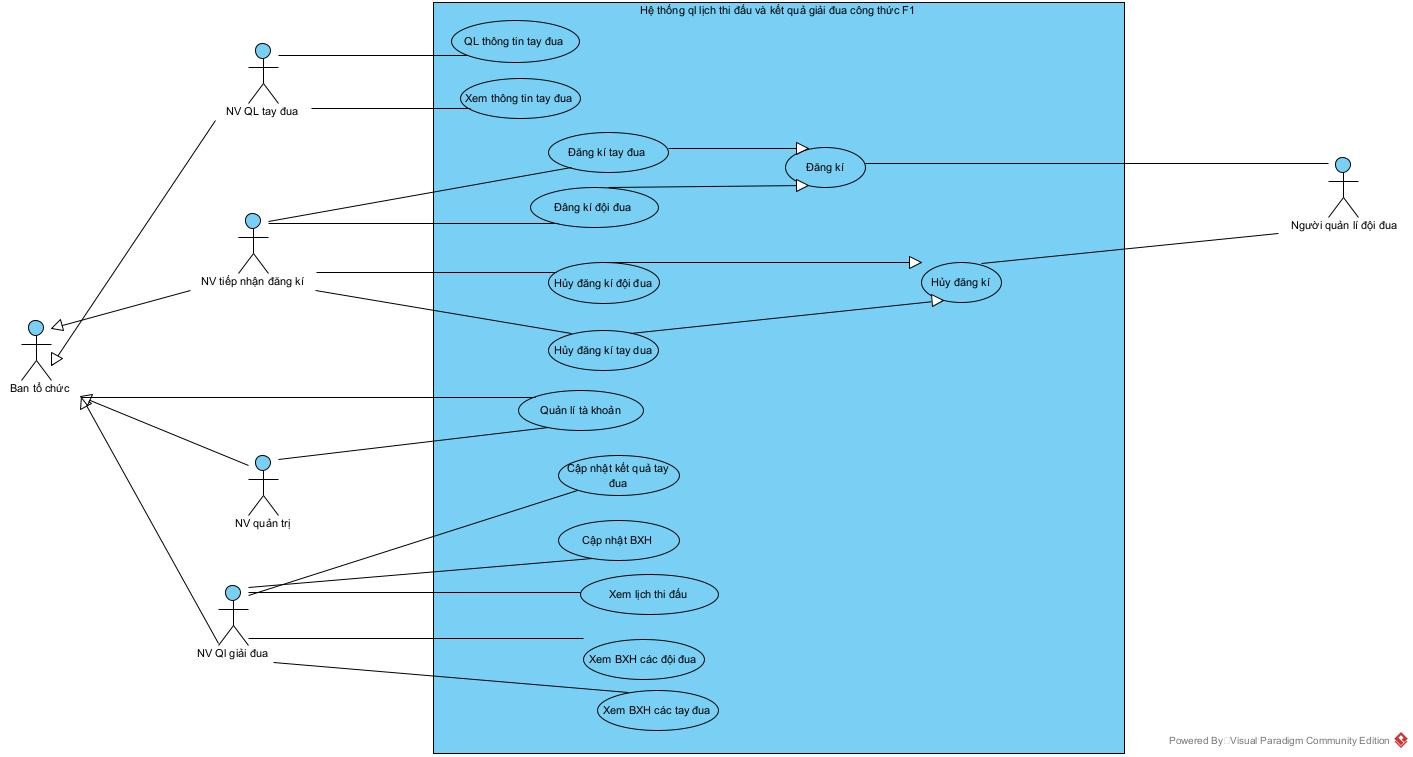 Hệ thống ql lịch thi đấu và kết quả giải đua công thức F1
QL thông tin tay đua
NV QL tay đua
Xem thông tin tay đua
Đăng kí tay đua
Đăng kí
Đăng kí đội đua
Người quản lí đội đua
NV tiếp nhận đăng kí
Hủy đăng kí đội đua
Hủy đăng kí
Hủy đăng kí tay dua
Ban tổ chức
Quản lí tà khoản
Cập nhật kết quả tay
đua
NV quản trị
Cập nhật BXH
Xem lịch thi đấu
NV Ql giải đua
Xem BXH các đội đua
Xem BXH các tay đua
Powered By Visual Paradigm Community Edition